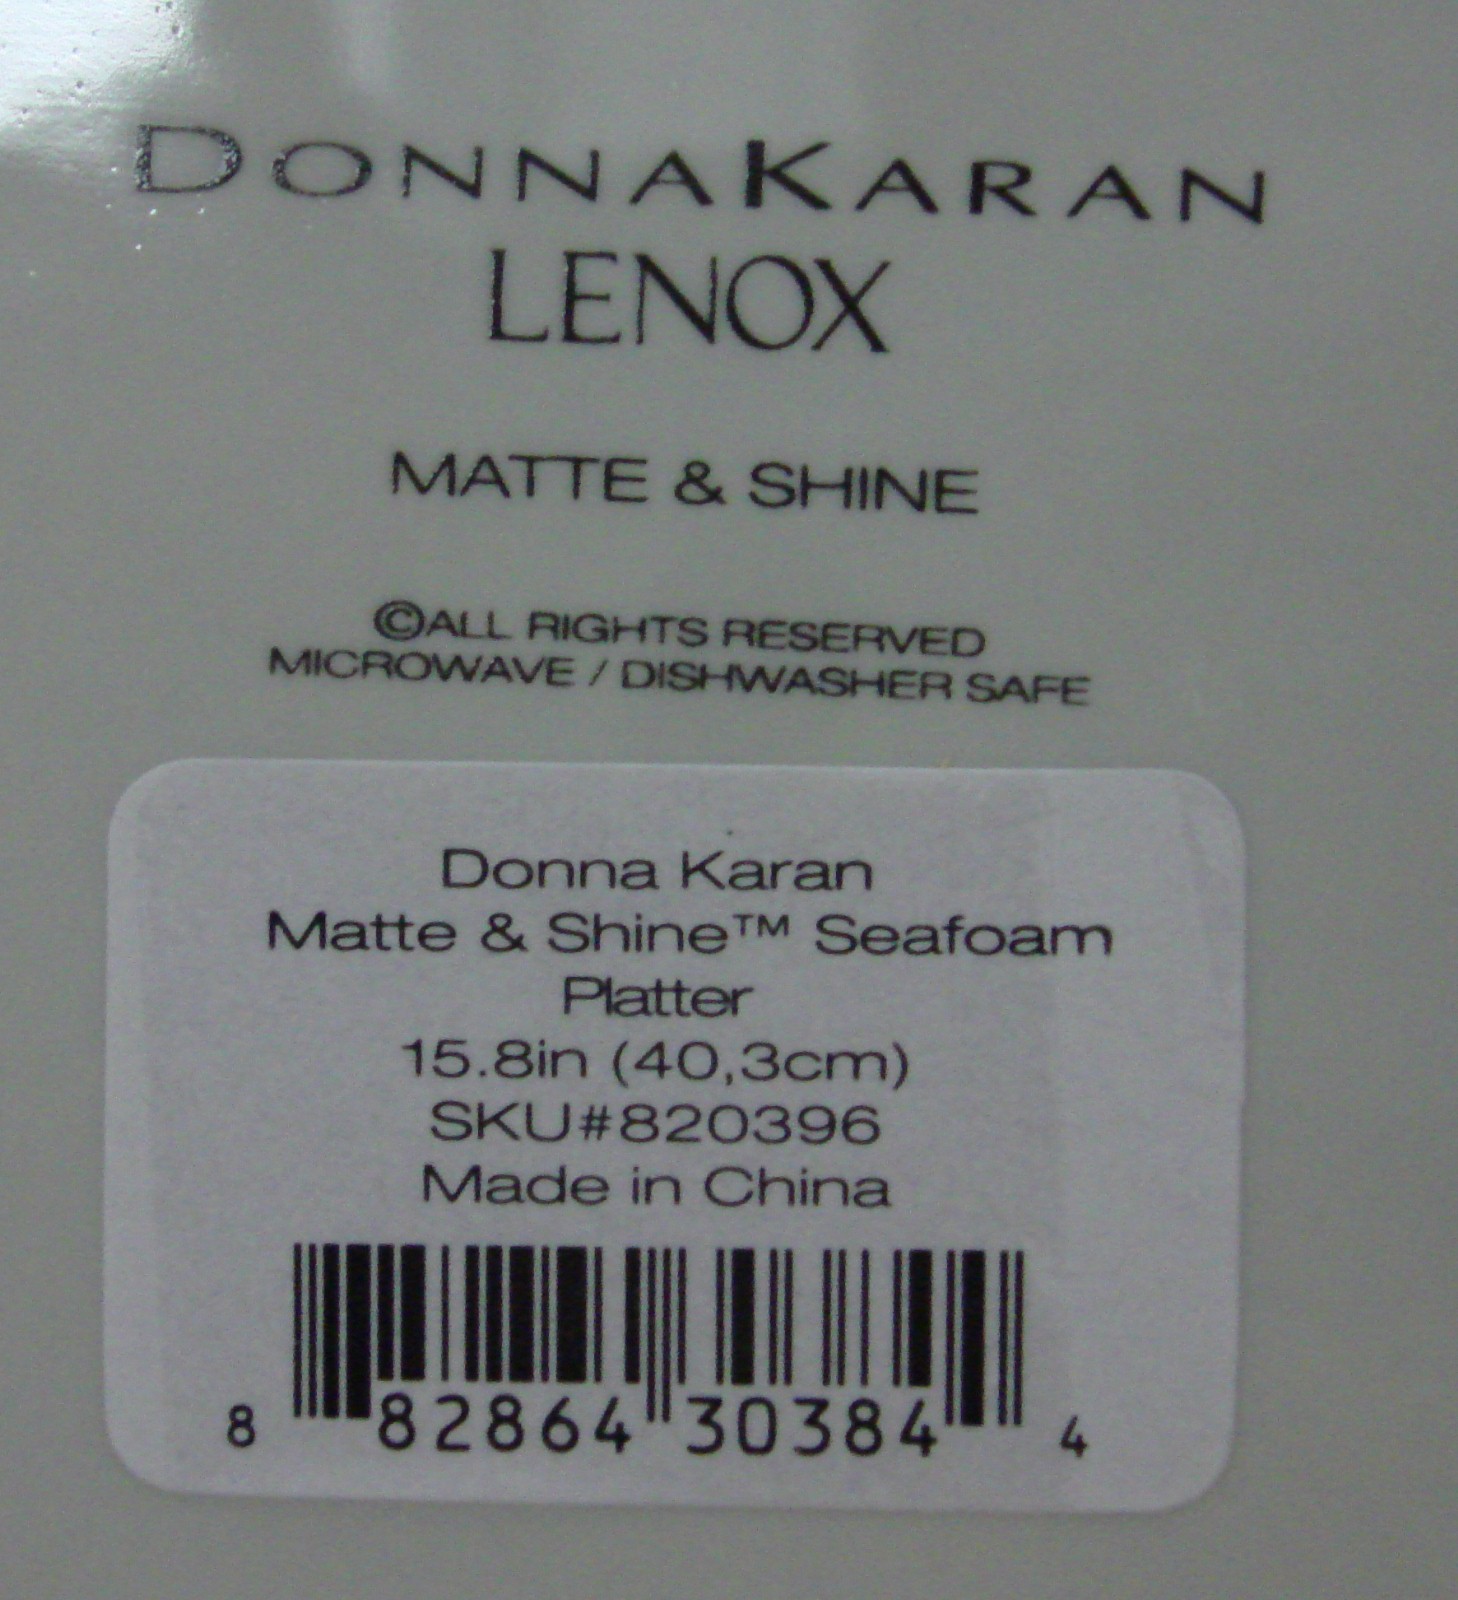 DONNAKARAN
LENOX
MATTE & SHINE
©ALL RIGHTS RESERVED
MICROWAVE / DISHWASHER SAFE
Donna Karan
Matte & Shine™ Seafoam
Platter
15.8in (40,3cm)
SKU#820396
Made in China
8 82864 30384 4